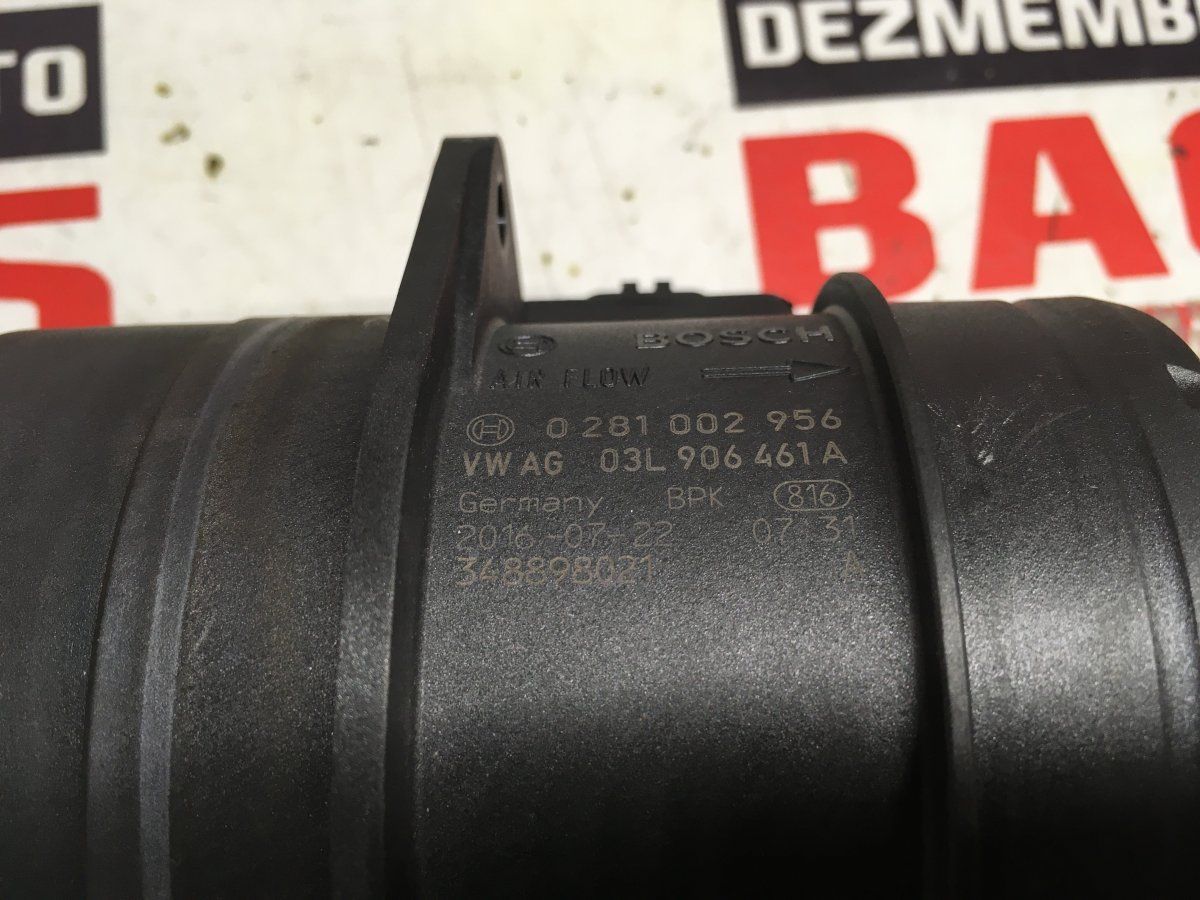 TO
DEZMEMB
S
BA
BOSCH
AIR FLOW
0 281 002 956
VW AG 03L 906 461 A
Germany BPK 816
2016-07-22 07:31
348898021 A